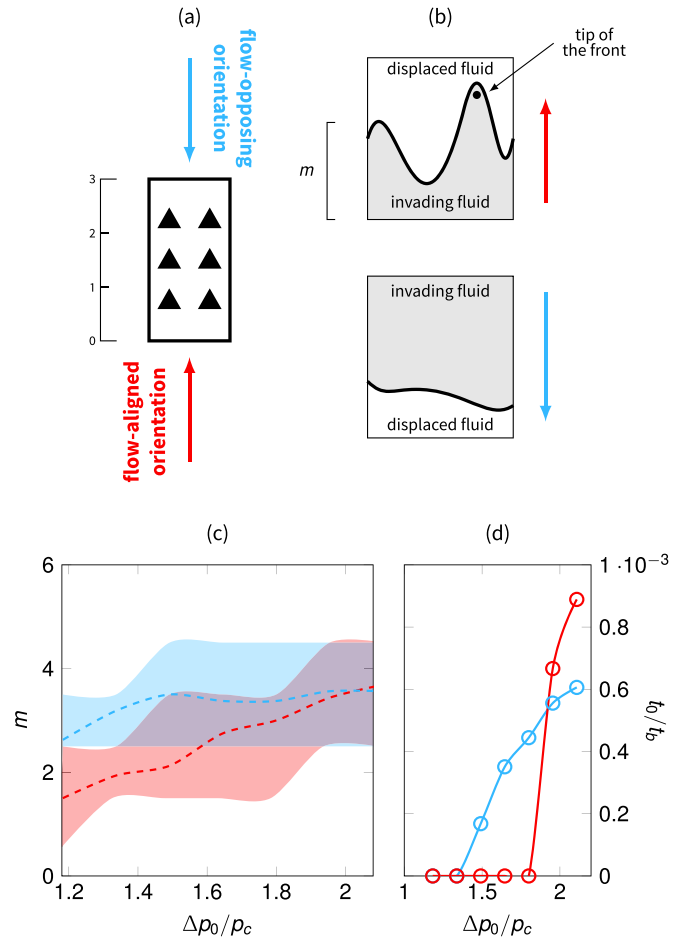 (a)
flow-opposing
orientation
3
2
1
0
flow-aligned
orientation
(b)
tip of
the front
displaced fluid
m
invading fluid
invading fluid
displaced fluid
(c)
6
4
2
0
m
1.2 1.4 1.6 1.8 2
Δp₀/p_c
(d)
1 ·10⁻³
0.8
0.6
0.4
0.2
0
t₀/t_b
1 1.5 2
Δp₀/p_c